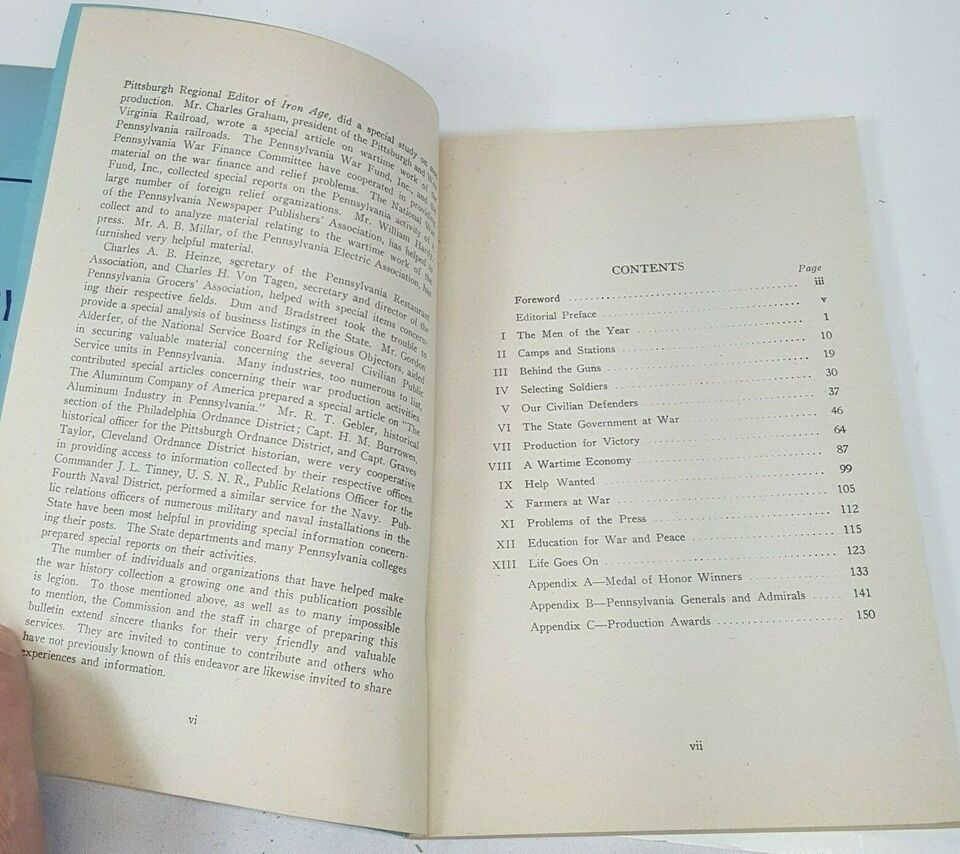 Pittsburgh Regional Editor of Iron Age, did a special study on
production. Mr. Charles Graham, president of the Pittsburgh and West
Virginia Railroad, wrote a special article on wartime work of the
Pennsylvania railroads. The Pennsylvania War Fund, Inc., and the
Pennsylvania War Finance Committee have cooperated in providing
material on the war finance and relief problems. The National War
Fund, Inc., collected special reports on the Pennsylvania activity of a
large number of foreign relief organizations. Mr. William Hardy,
of the Pennsylvania Newspaper Publishers' Association, has helped to
collect and to analyze material relating to the wartime work of the
press. Mr. A. B. Millar, of the Pennsylvania Electric Association, has
furnished very helpful material.
Charles A. B. Heinze, secretary of the Pennsylvania Restaurant
Association, and Charles H. Von Tagen, secretary and director of the
Pennsylvania Grocers' Association, helped with special items concern-
ing their respective fields. Dun and Bradstreet took the trouble to
provide a special analysis of business listings in the State. Mr. Gordon
Alderfer, of the National Service Board for Religious Objectors, aided
in securing valuable material concerning the several Civilian Public
Service units in Pennsylvania. Many industries, too numerous to list,
contributed special articles concerning their war production activities.
The Aluminum Company of America prepared a special article on "The
Aluminum Industry in Pennsylvania." Mr. R. T. Gebler, historical
section of the Philadelphia Ordnance District; Capt. H. M. Burrowes,
historical officer for the Pittsburgh Ordnance District, and Capt. Graves
Taylor, Cleveland Ordnance District historian, were very cooperative
in providing access to information collected by their respective offices.
Commander J. L. Tinney, U. S. N. R., Public Relations Officer for the
Fourth Naval District, performed a similar service for the Navy. Pub-
lic relations officers of numerous military and naval installations in the
State have been most helpful in providing special information concern-
ing their posts. The State departments and many Pennsylvania colleges
prepared special reports on their activities.
The number of individuals and organizations that have helped make
the war history collection a growing one and this publication possible
is legion. To those mentioned above, as well as to many impossible
to mention, the Commission and the staff in charge of preparing this
bulletin extend sincere thanks for their very friendly and valuable
services. They are invited to continue to contribute and others who
have not previously known of this endeavor are likewise invited to share
experiences and information.
vi
CONTENTS
Page
Foreword iii
Editorial Preface v
I The Men of the Year 1
II Camps and Stations 10
III Behind the Guns 19
IV Selecting Soldiers 30
V Our Civilian Defenders 37
VI The State Government at War 46
VII Production for Victory 64
VIII A Wartime Economy 87
IX Help Wanted 99
X Farmers at War 105
XI Problems of the Press 112
XII Education for War and Peace 115
XIII Life Goes On 123
Appendix A—Medal of Honor Winners 133
Appendix B—Pennsylvania Generals and Admirals 141
Appendix C—Production Awards 150
vii